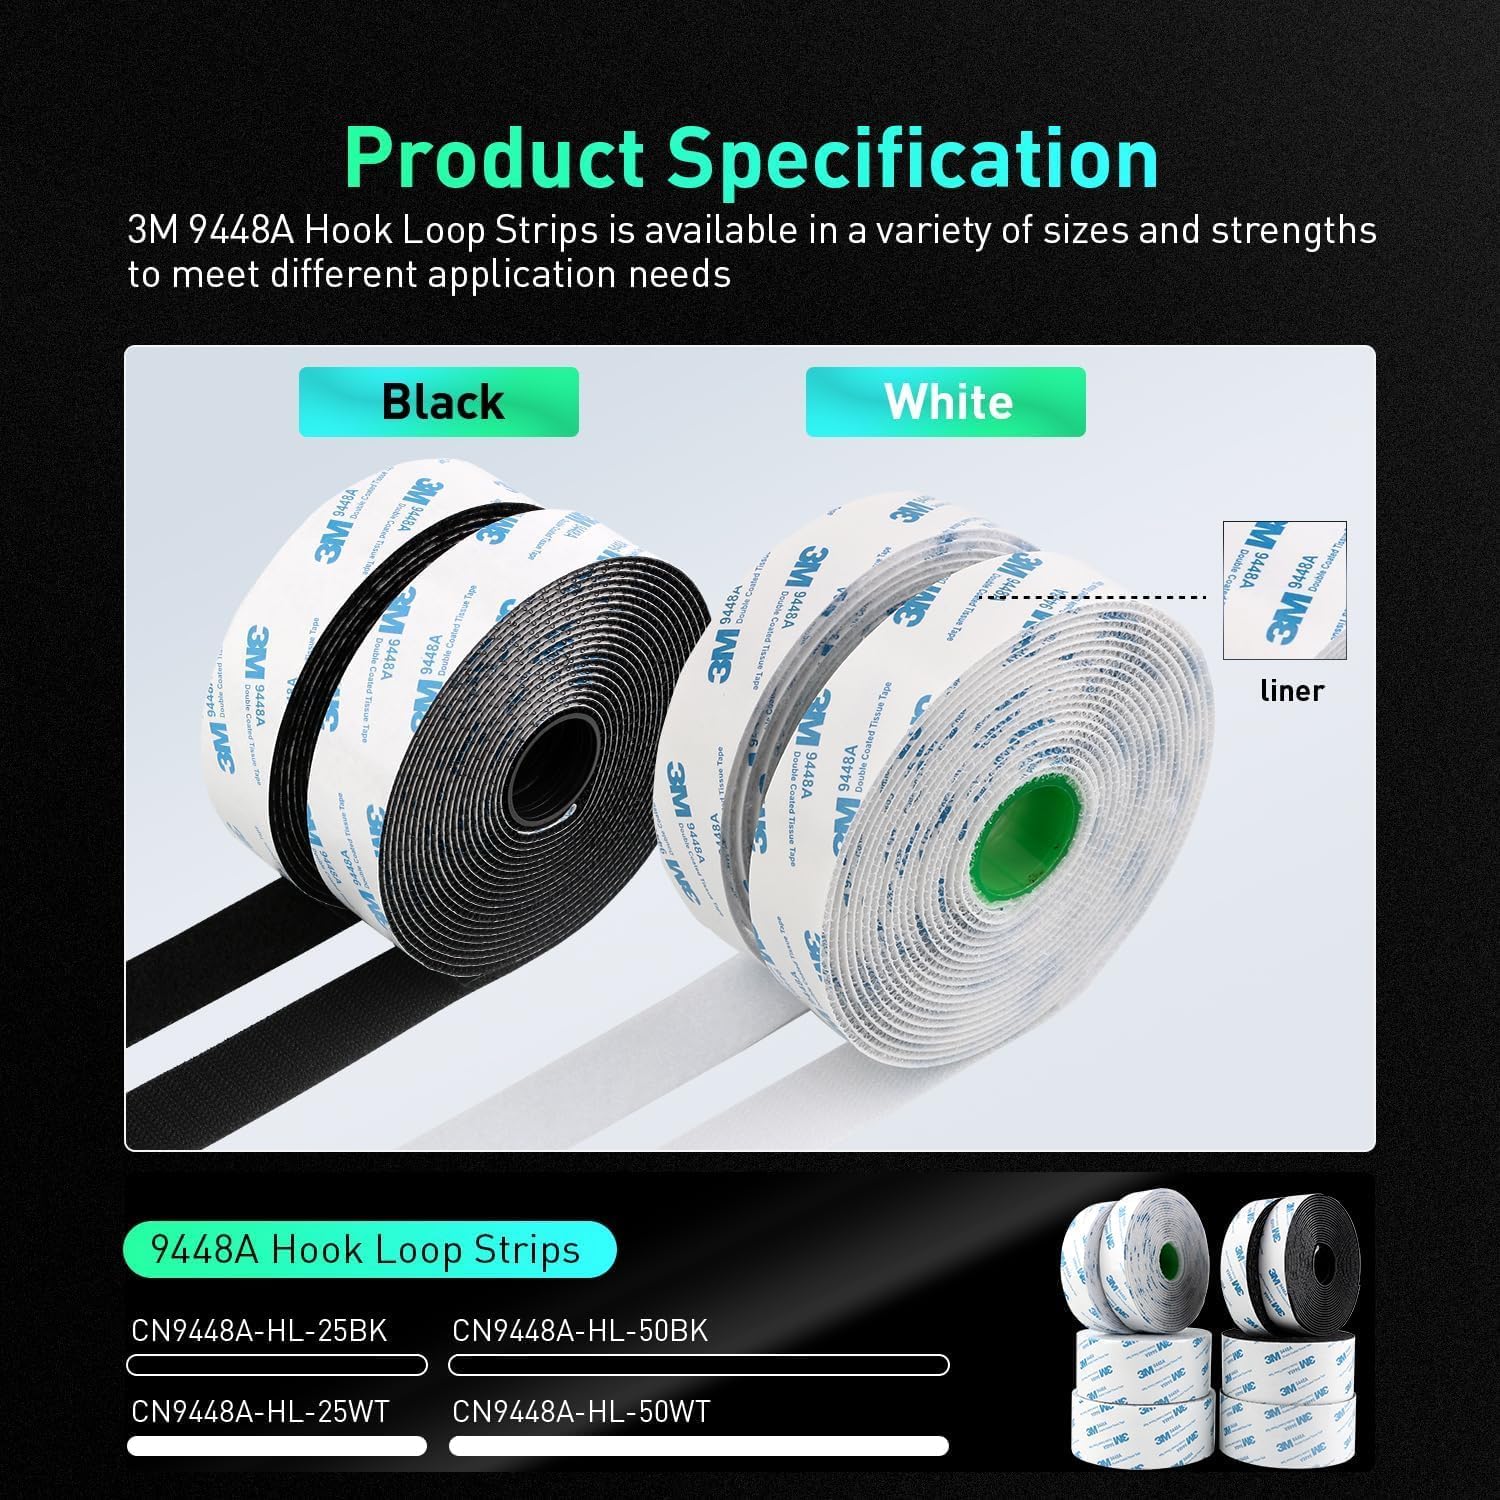 Product Specification
3M 9448A Hook Loop Strips is available in a variety of sizes and strengths
to meet different application needs
Black
White
3M 9448A
Double Coated Tissue Tape
liner
9448A Hook Loop Strips
CN9448A-HL-25BK
CN9448A-HL-50BK
CN9448A-HL-25WT
CN9448A-HL-50WT